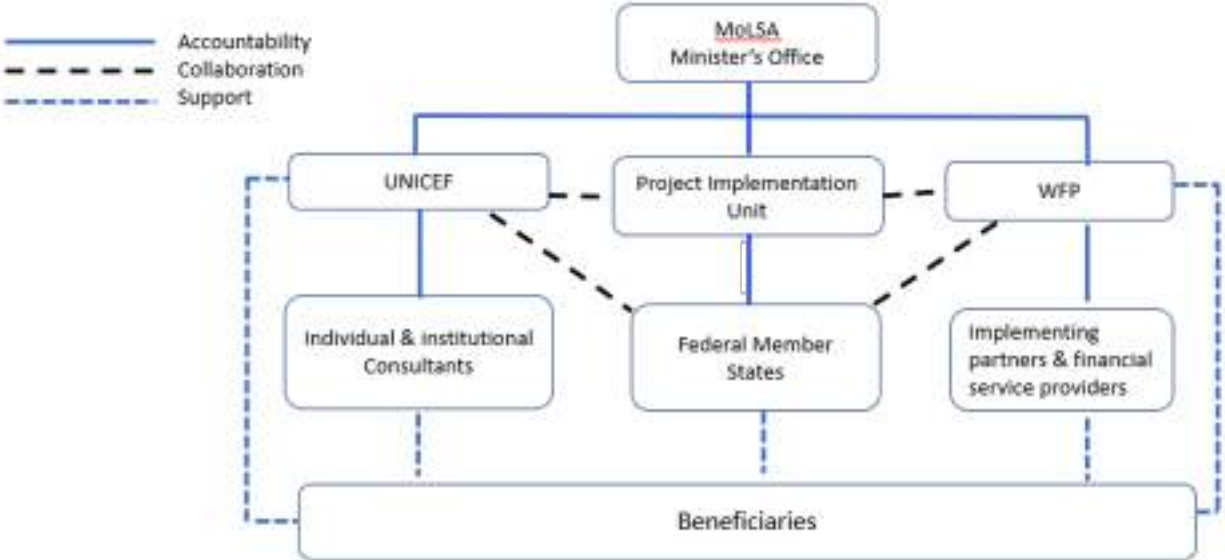 Accountability
Collaboration
Support
MoLSA
Minister's Office
UNICEF
Project Implementation
Unit
WFP
Individual & institutional
Consultants
Federal Member
States
Implementing
partners & financial
service providers
Beneficiaries